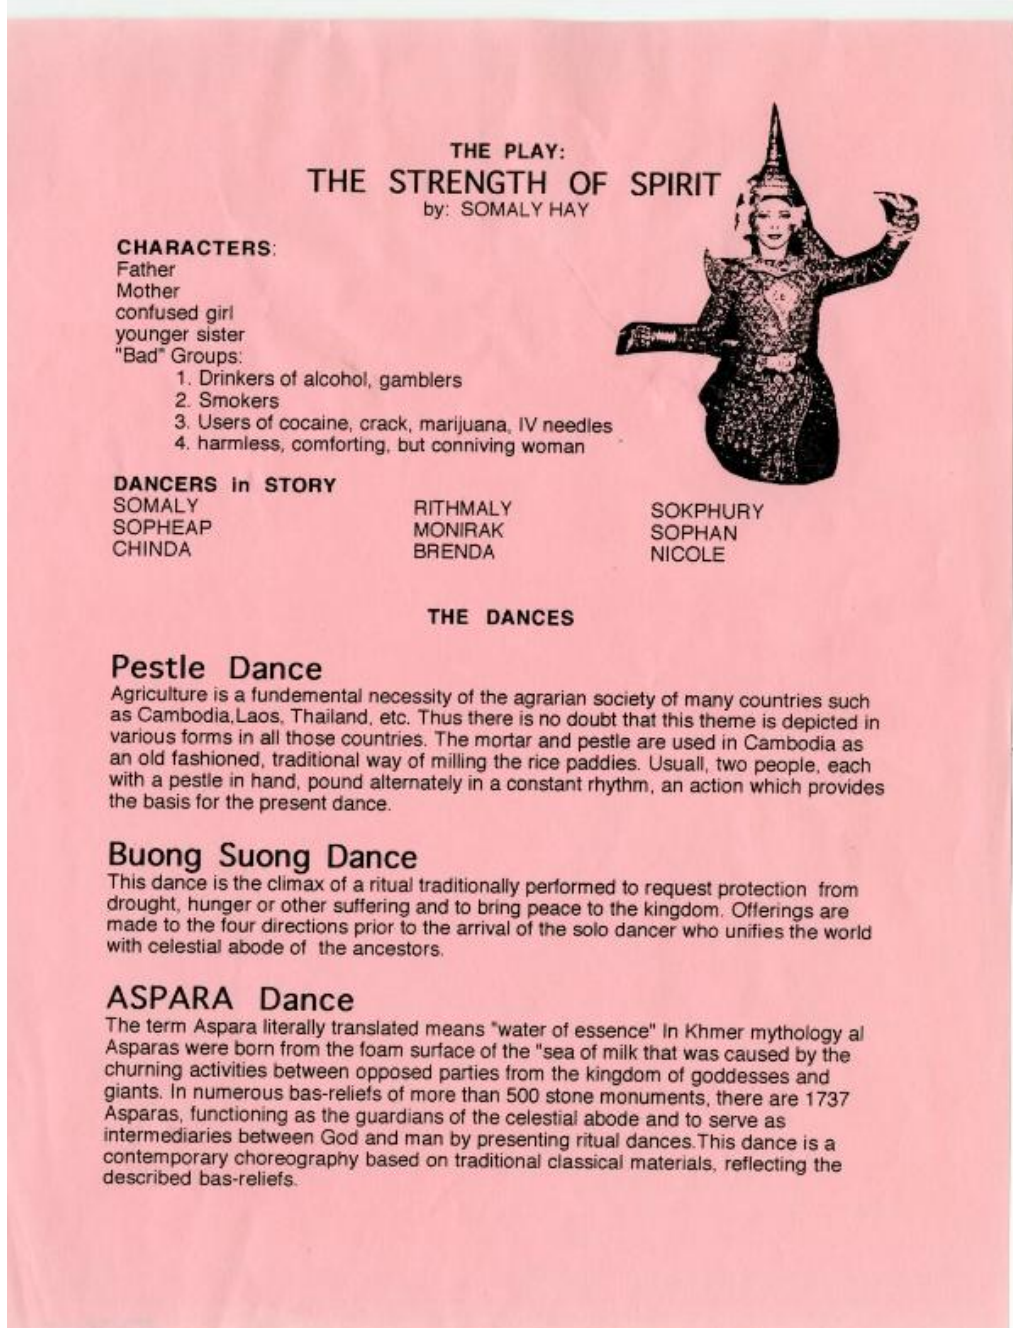 THE PLAY:
THE STRENGTH OF SPIRIT
by: SOMALY HAY
CHARACTERS:
Father
Mother
confused girl
younger sister
"Bad" Groups:
1. Drinkers of alcohol, gamblers
2. Smokers
3. Users of cocaine, crack, marijuana, IV needles
4. harmless, comforting, but conniving woman
DANCERS in STORY
SOMALY RITHMALY SOKPHURY
SOPHEAP MONIRAK SOPHAN
CHINDA BRENDA NICOLE
THE DANCES
Pestle Dance
Agriculture is a fundemental necessity of the agrarian society of many countries such
as Cambodia,Laos, Thailand, etc. Thus there is no doubt that this theme is depicted in
various forms in all those countries. The mortar and pestle are used in Cambodia as
an old fashioned, traditional way of milling the rice paddies. Usuall, two people, each
with a pestle in hand, pound alternately in a constant rhythm, an action which provides
the basis for the present dance.
Buong Suong Dance
This dance is the climax of a ritual traditionally performed to request protection from
drought, hunger or other suffering and to bring peace to the kingdom. Offerings are
made to the four directions prior to the arrival of the solo dancer who unifies the world
with celestial abode of the ancestors.
ASPARA Dance
The term Aspara literally translated means "water of essence" In Khmer mythology al
Asparas were born from the foam surface of the "sea of milk that was caused by the
churning activities between opposed parties from the kingdom of goddesses and
giants. In numerous bas-reliefs of more than 500 stone monuments, there are 1737
Asparas, functioning as the guardians of the celestial abode and to serve as
intermediaries between God and man by presenting ritual dances.This dance is a
contemporary choreography based on traditional classical materials, reflecting the
described bas-reliefs.